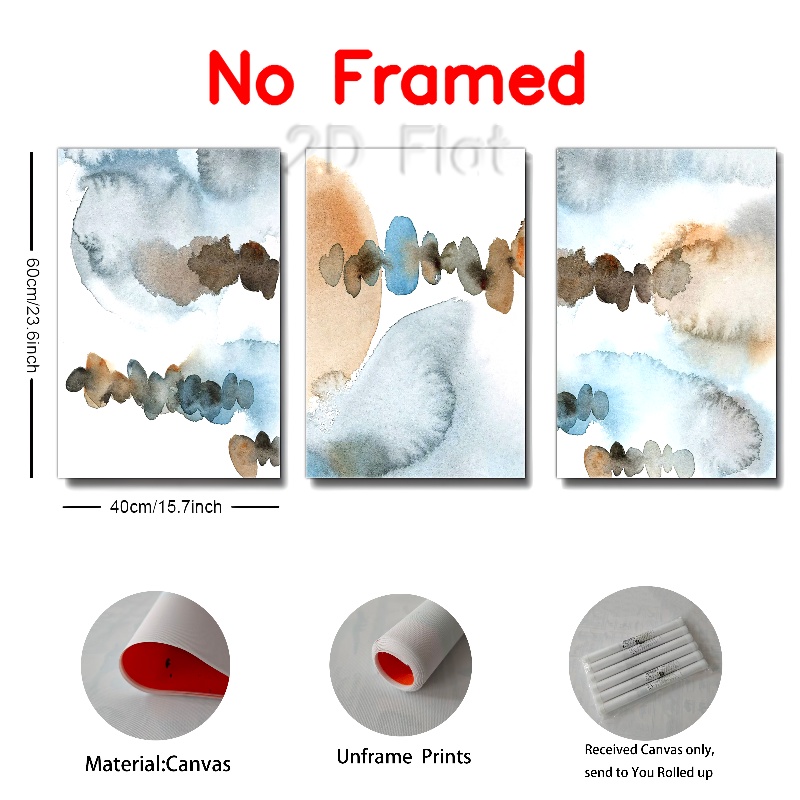 No Framed
2D Flat
60cm/23.6inch
40cm/15.7inch
Material:Canvas
Unframe Prints
Received Canvas only,
send to You Rolled up